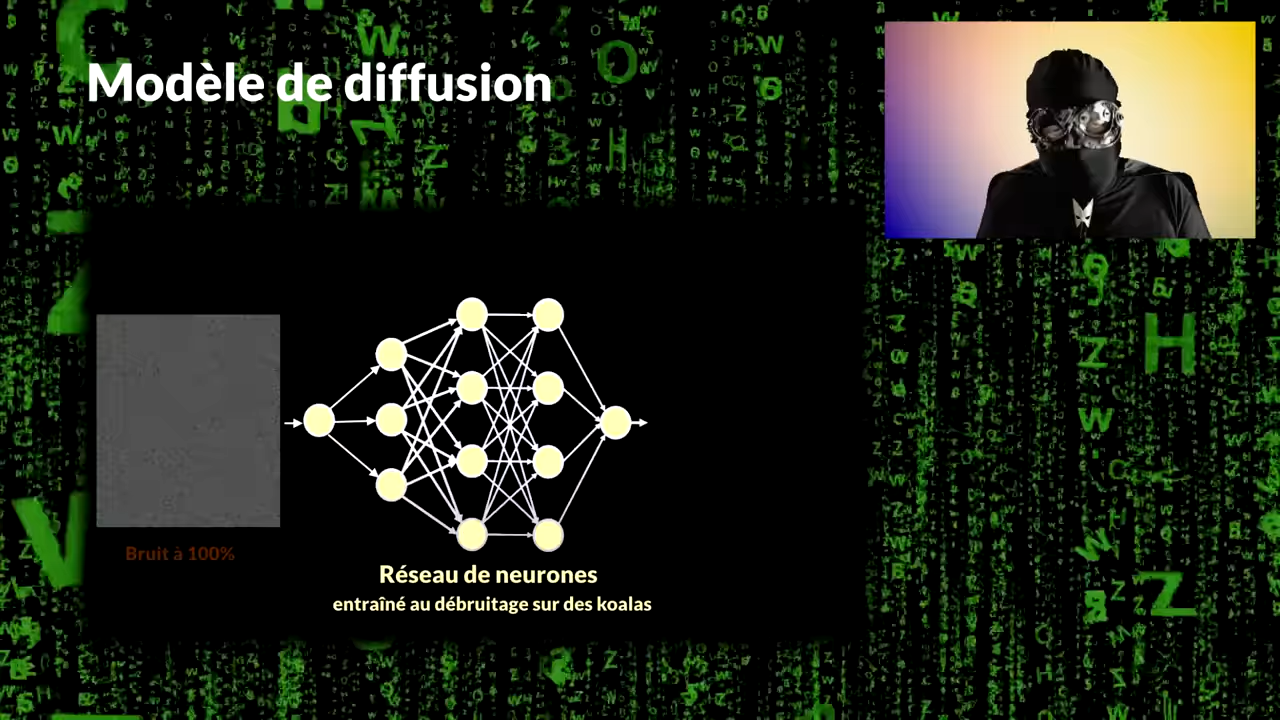 Modèle de diffusion
Bruit à 100%
Réseau de neurones
entraîné au débruitage sur des koalas